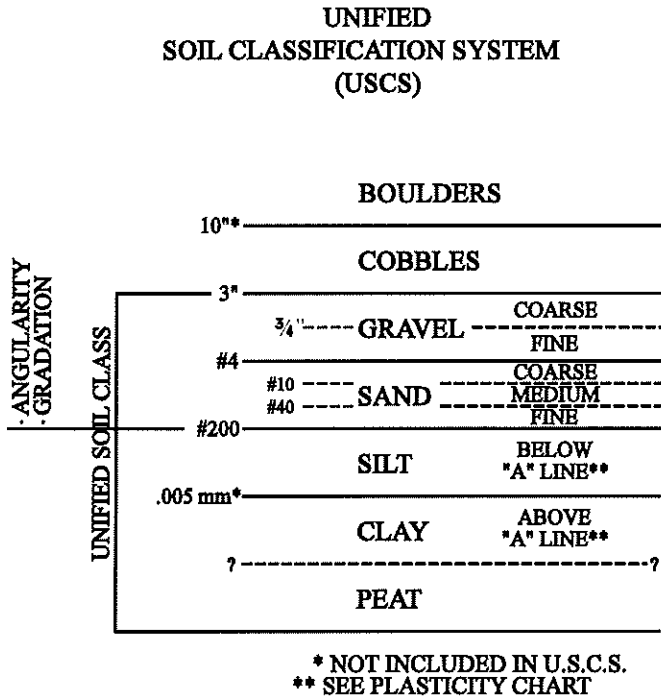 UNIFIED
SOIL CLASSIFICATION SYSTEM
(USCS)
BOULDERS
10"*
COBBLES
3"
COARSE
3/4" GRAVEL
FINE
#4
COARSE
#10
SAND MEDIUM
#40
FINE
#200
BELOW
SILT "A" LINE**
.005 mm*
ABOVE
CLAY "A" LINE**
? ?
PEAT
· ANGULARITY
· GRADATION
UNIFIED SOIL CLASS
* NOT INCLUDED IN U.S.C.S.
** SEE PLASTICITY CHART